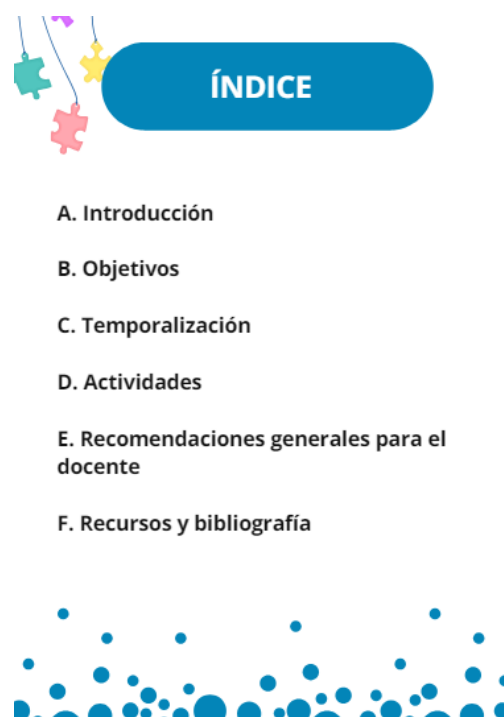 ÍNDICE
A. Introducción
B. Objetivos
C. Temporalización
D. Actividades
E. Recomendaciones generales para el
docente
F. Recursos y bibliografía